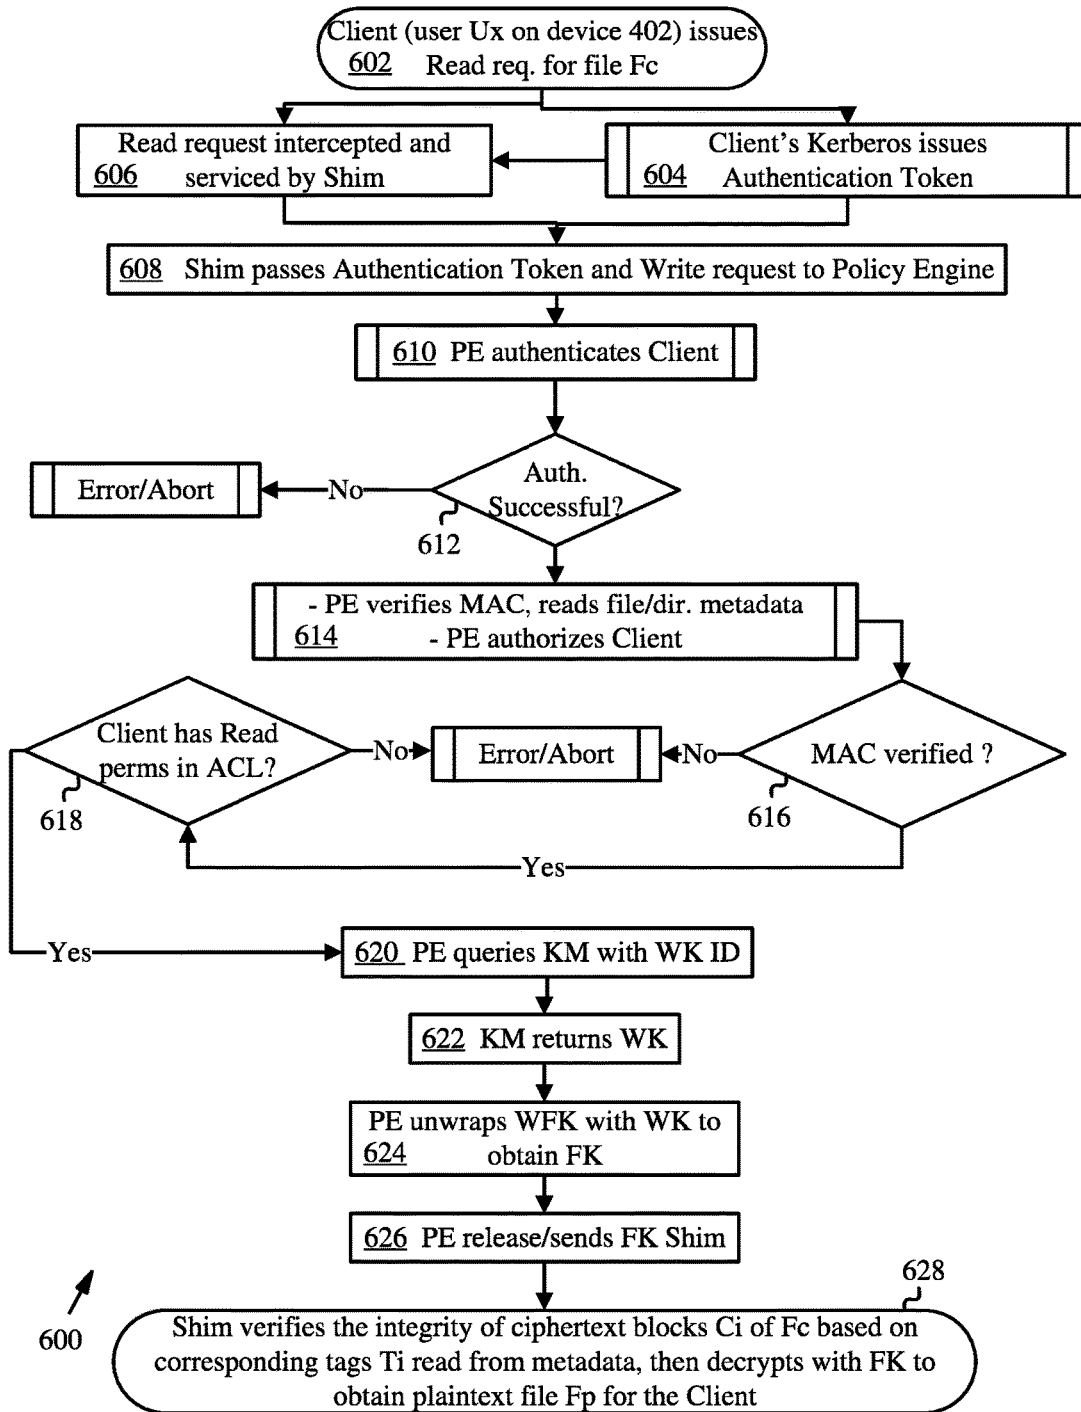 Client (user Ux on device 402) issues
602 Read req. for file Fc
Read request intercepted and
606 serviced by Shim
Client's Kerberos issues
604 Authentication Token
608 Shim passes Authentication Token and Write request to Policy Engine
610 PE authenticates Client
Auth.
Successful?
612
No
Error/Abort
- PE verifies MAC, reads file/dir. metadata
614 - PE authorizes Client
Client has Read
perms in ACL?
618
No
Error/Abort
No
MAC verified ?
616
Yes
Yes
620 PE queries KM with WK ID
622 KM returns WK
PE unwraps WFK with WK to
624 obtain FK
626 PE release/sends FK Shim
628
600
Shim verifies the integrity of ciphertext blocks Ci of Fc based on
corresponding tags Ti read from metadata, then decrypts with FK to
obtain plaintext file Fp for the Client